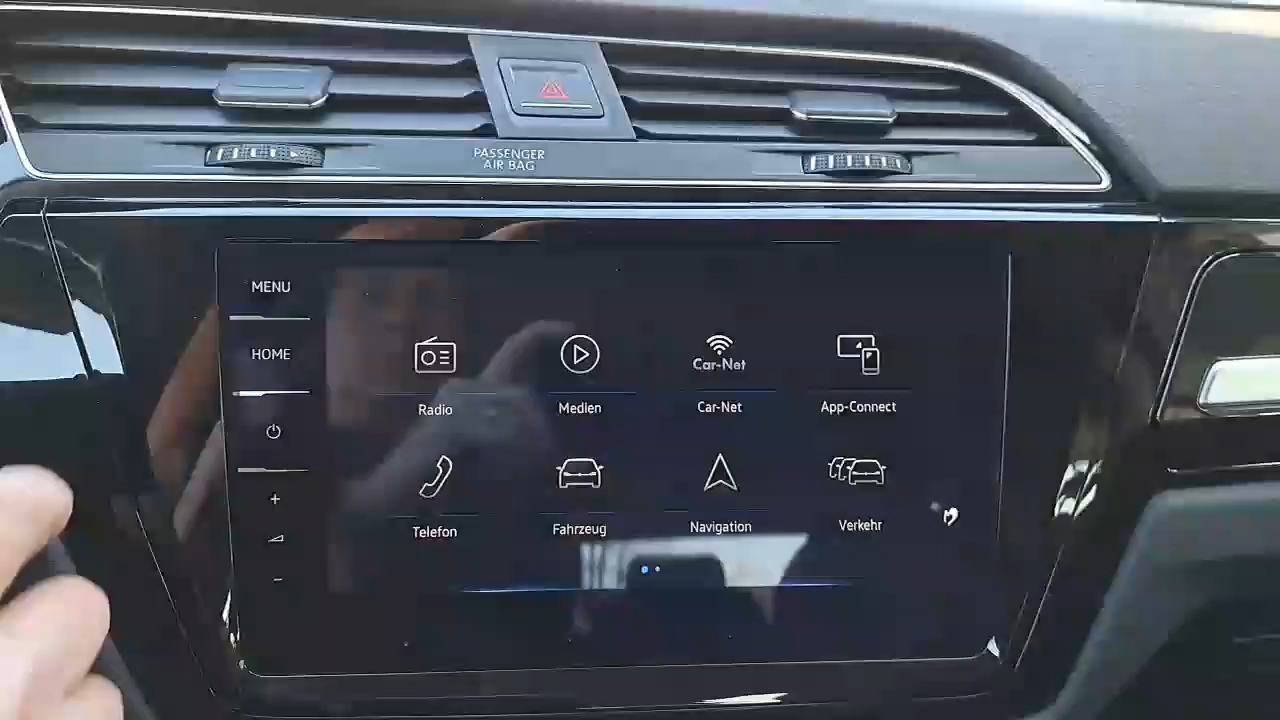 PASSENGER
AIR BAG
MENU
HOME
+
-
Car-Net
Radio
Medien
Car-Net
App-Connect
Telefon
Fahrzeug
Navigation
Verkehr